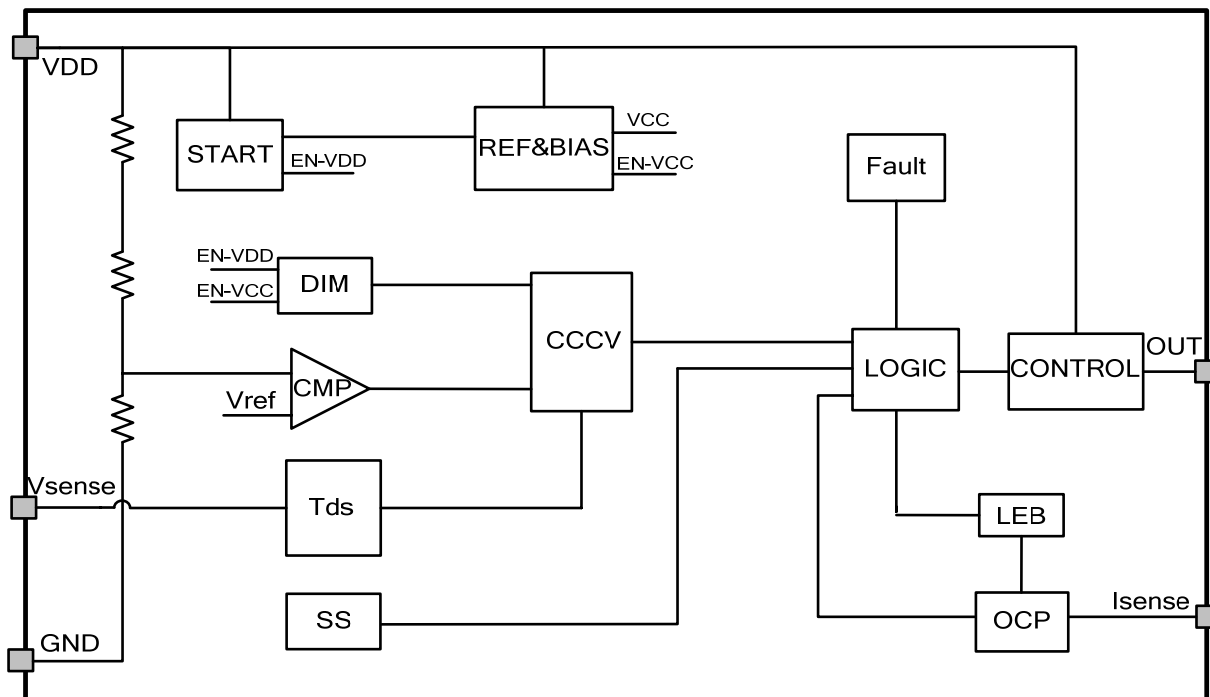 VDD
START
EN-VDD
REF&BIAS
VCC
EN-VCC
Fault
EN-VDD
EN-VCC
DIM
CCCV
CMP
Vref
LOGIC
CONTROL
OUT
Vsense
Tds
LEB
SS
OCP
Isense
GND